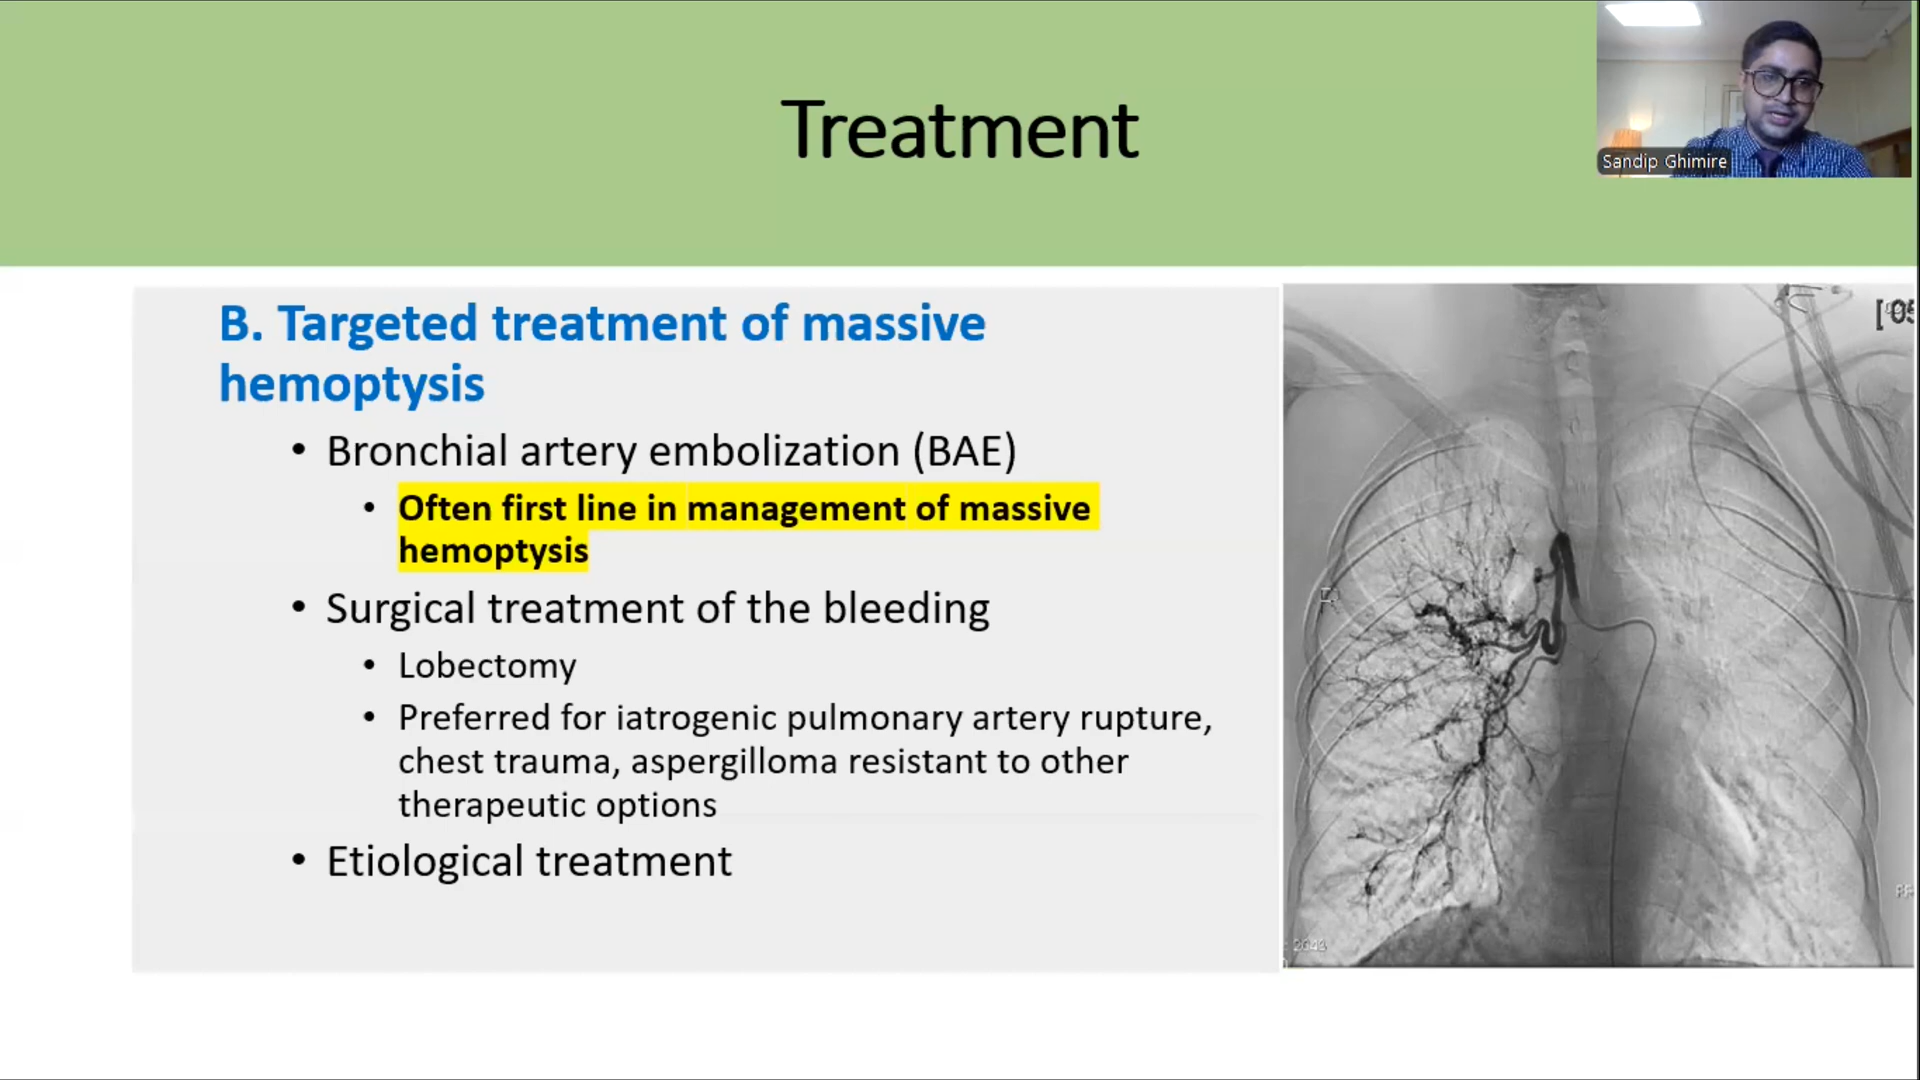 Treatment
Sandip Ghimire
B. Targeted treatment of massive
hemoptysis
• Bronchial artery embolization (BAE)
• Often first line in management of massive
hemoptysis
• Surgical treatment of the bleeding
• Lobectomy
• Preferred for iatrogenic pulmonary artery rupture,
chest trauma, aspergilloma resistant to other
therapeutic options
• Etiological treatment
R